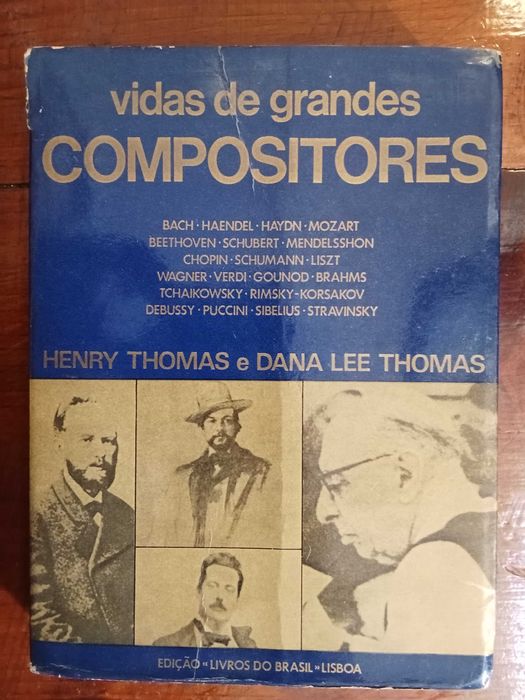 vidas de grandes
COMPOSITORES
BACH · HAENDEL · HAYDN · MOZART
BEETHOVEN · SCHUBERT · MENDELSSHON
CHOPIN · SCHUMANN · LISZT
WAGNER · VERDI · GOUNOD · BRAHMS
TCHAIKOWSKY · RIMSKY-KORSAKOV
DEBUSSY · PUCCINI · SIBELIUS · STRAVINSKY
HENRY THOMAS e DANA LEE THOMAS
EDIÇÃO «LIVROS DO BRASIL» LISBOA